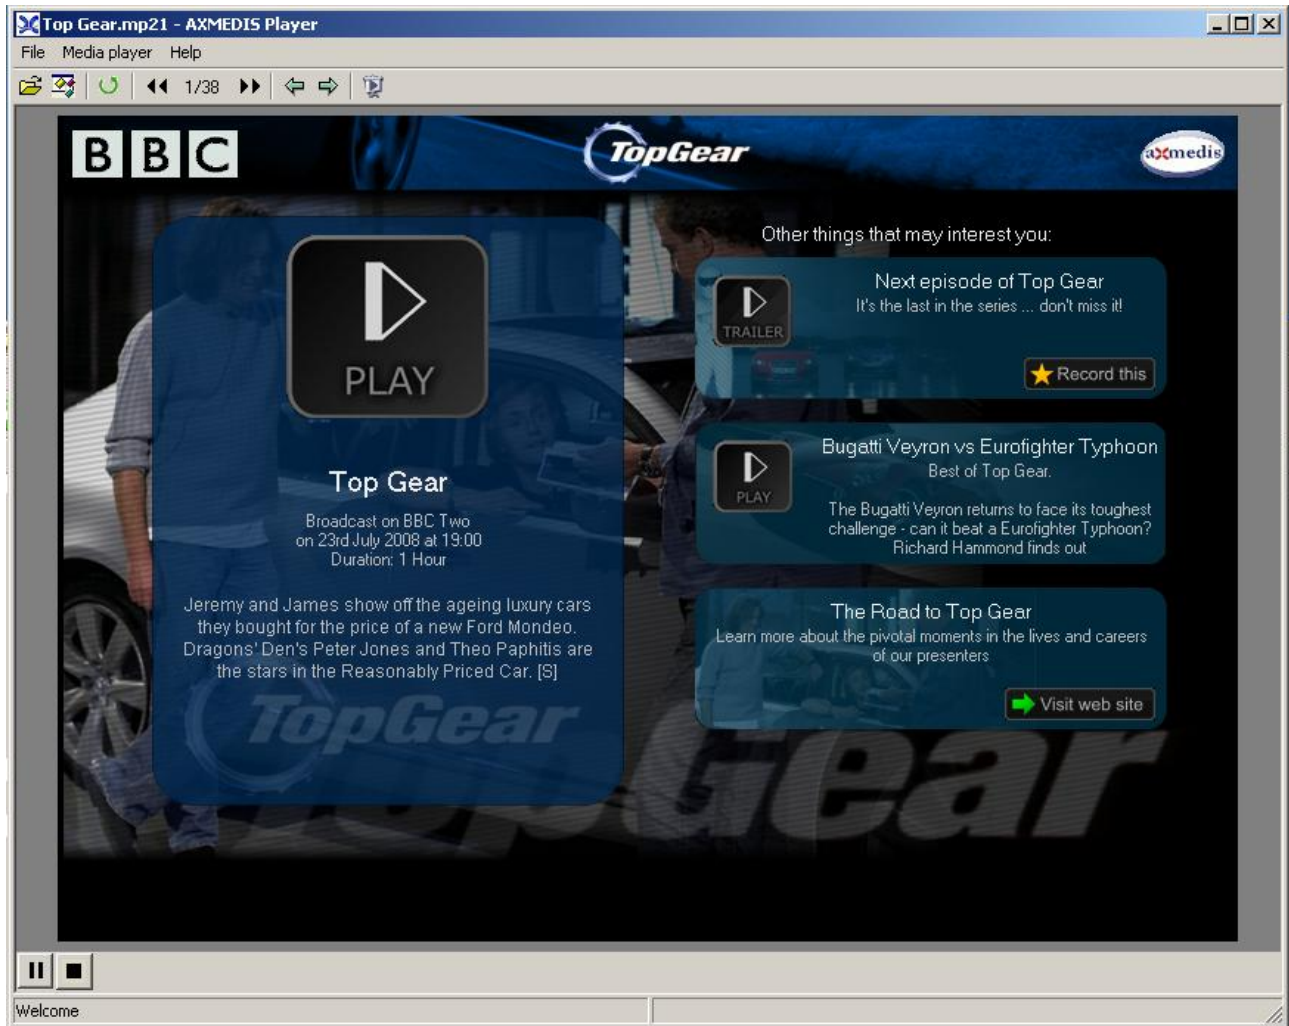 Top Gear.mp21 - AXMEDIS Player
File Media player Help
1/38
BBC
TopGear
axmedis
PLAY
Top Gear
Broadcast on BBC Two
on 23rd July 2008 at 19:00
Duration: 1 Hour
Jeremy and James show off the ageing luxury cars
they bought for the price of a new Ford Mondeo.
Dragons' Den's Peter Jones and Theo Paphitis are
the stars in the Reasonably Priced Car. [S]
TopGear
Other things that may interest you:
Next episode of Top Gear
It's the last in the series ... don't miss it!
TRAILER
Record this
Bugatti Veyron vs Eurofighter Typhoon
Best of Top Gear.
PLAY
The Bugatti Veyron returns to face its toughest
challenge - can it beat a Eurofighter Typhoon?
Richard Hammond finds out
The Road to Top Gear
Learn more about the pivotal moments in the lives and careers
of our presenters
Visit web site
TopGear
Welcome